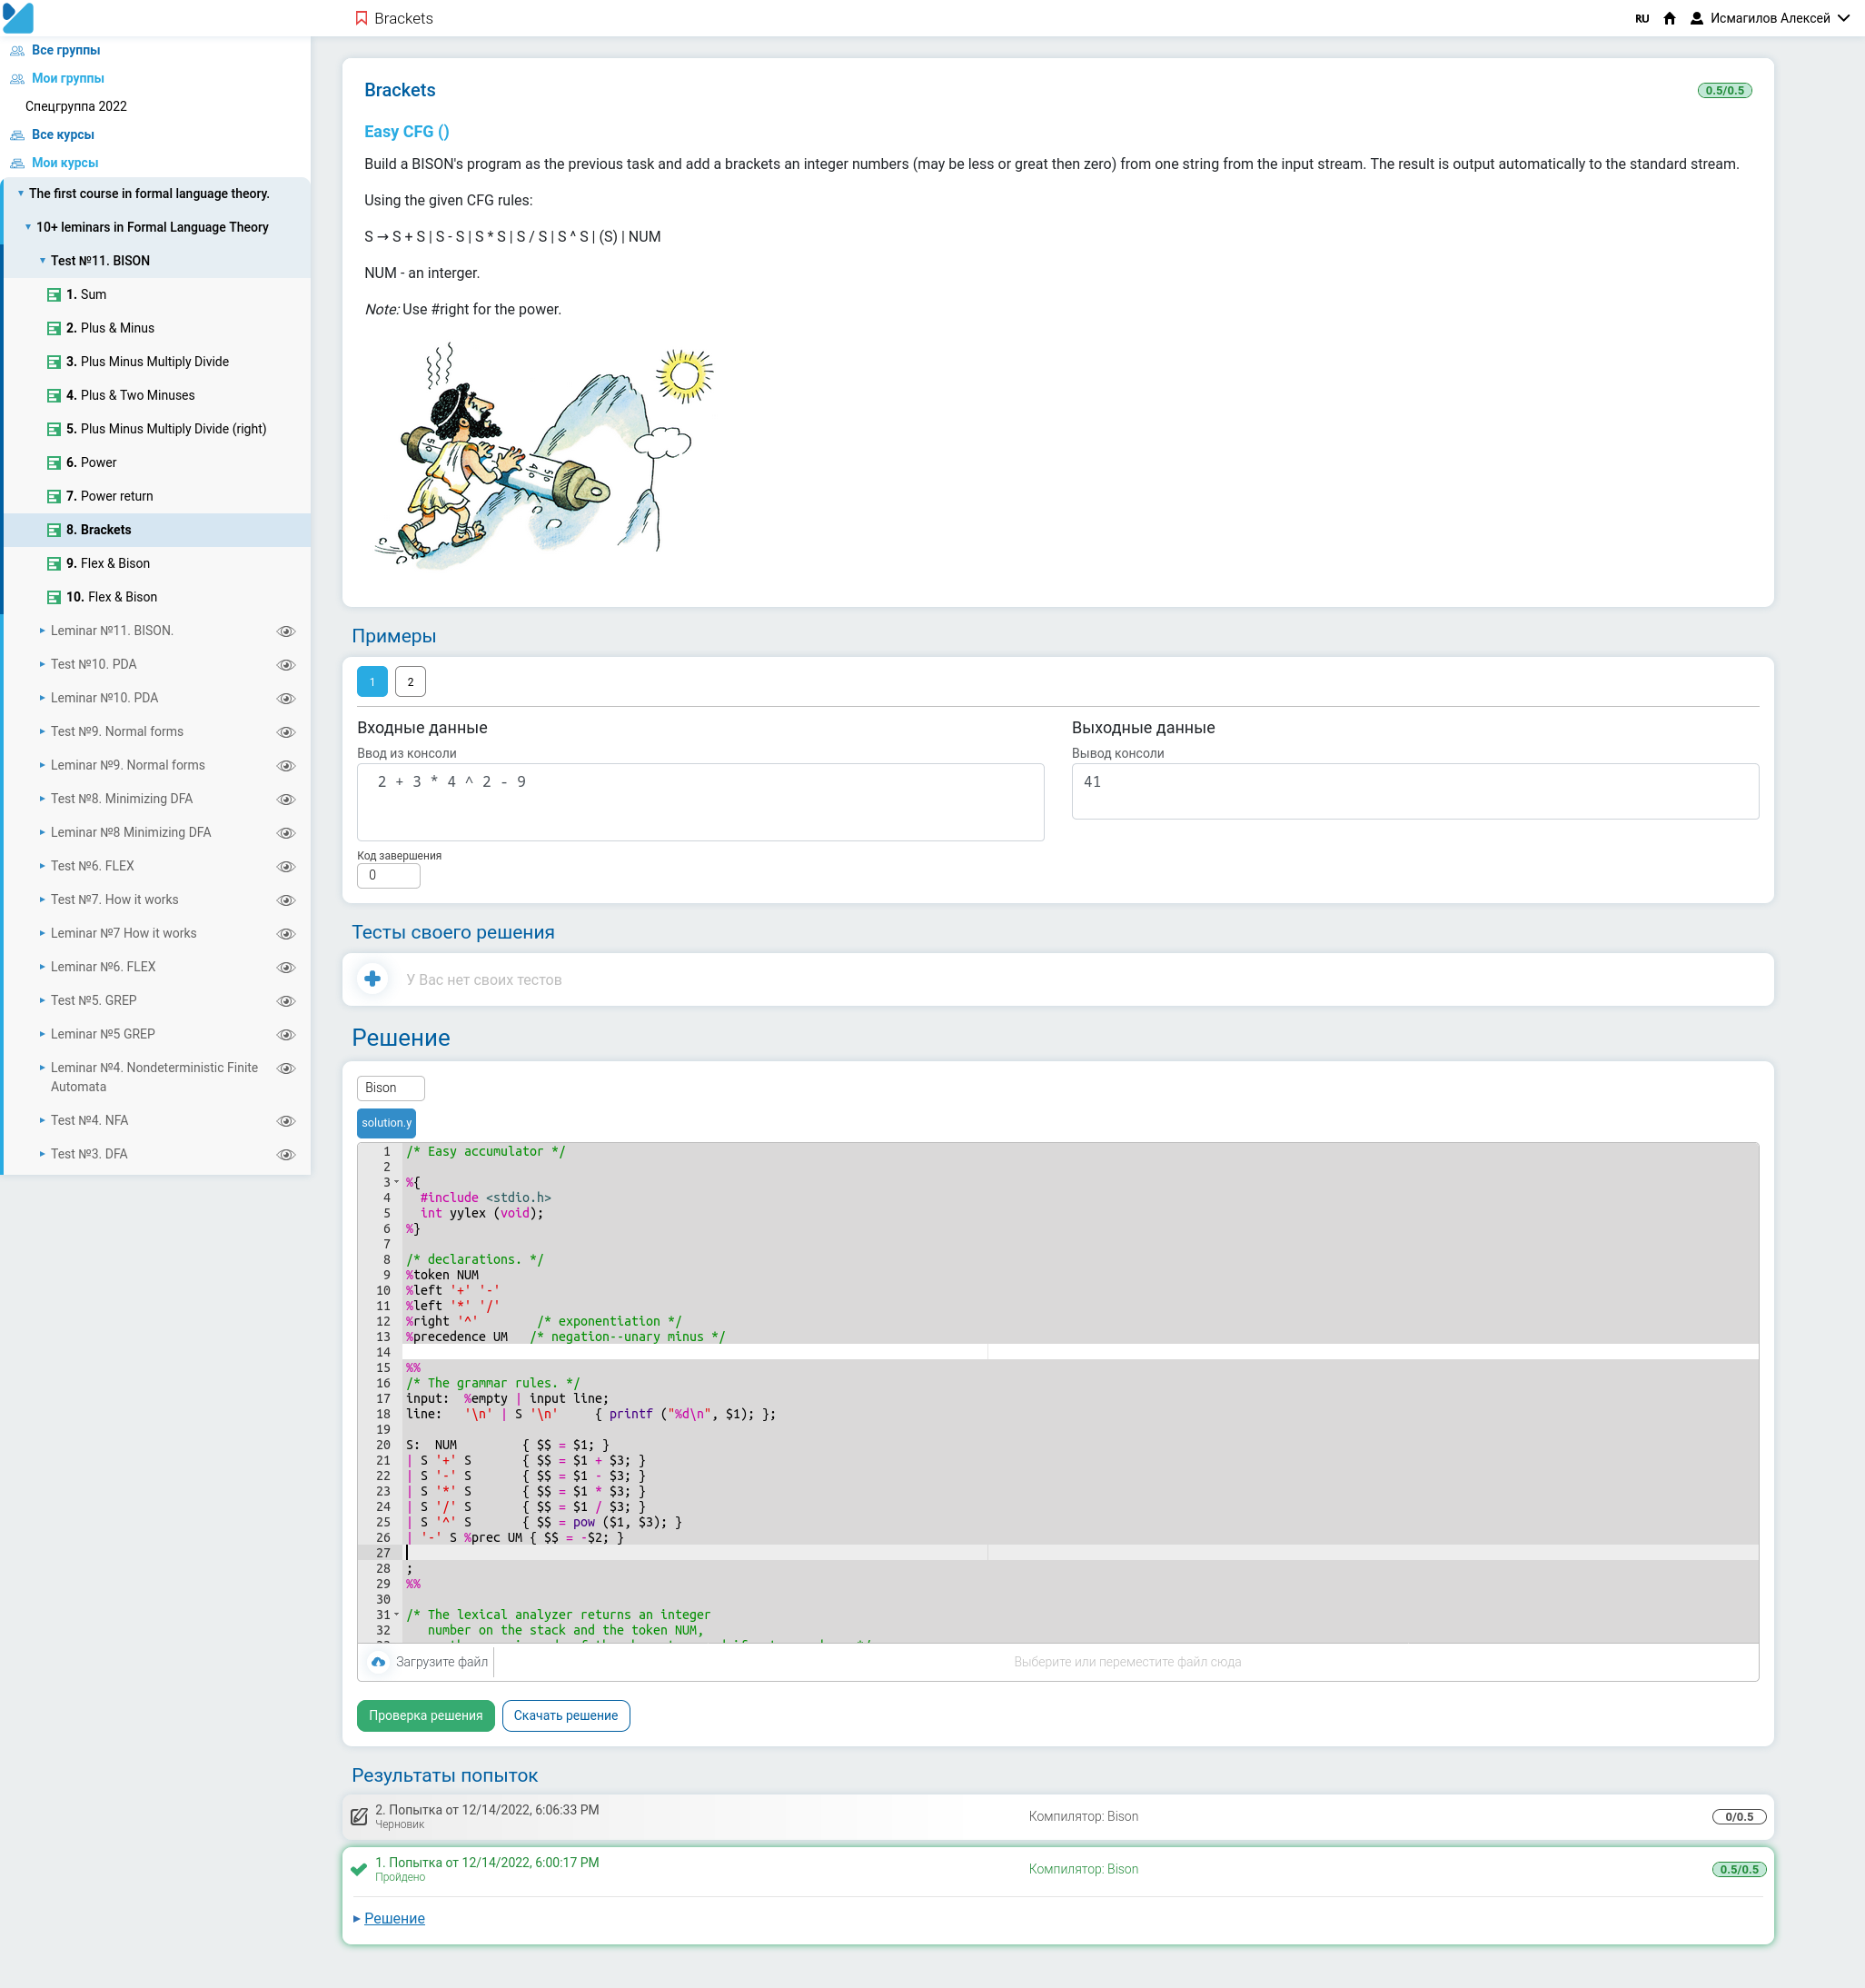 Brackets
RU
Исмагилов Алексей
Все группы
Мои группы
Спецгруппа 2022
Все курсы
Мои курсы
The first course in formal language theory.
10+ leminars in Formal Language Theory
Test №11. BISON
1. Sum
2. Plus & Minus
3. Plus Minus Multiply Divide
4. Plus & Two Minuses
5. Plus Minus Multiply Divide (right)
6. Power
7. Power return
8. Brackets
9. Flex & Bison
10. Flex & Bison
Leminar №11. BISON.
Test №10. PDA
Leminar №10. PDA
Test №9. Normal forms
Leminar №9. Normal forms
Test №8. Minimizing DFA
Leminar №8 Minimizing DFA
Test №6. FLEX
Test №7. How it works
Leminar №7 How it works
Leminar №6. FLEX
Test №5. GREP
Leminar №5 GREP
Leminar №4. Nondeterministic Finite
Automata
Test №4. NFA
Test №3. DFA
Brackets
0.5/0.5
Easy CFG ()
Build a BISON's program as the previous task and add a brackets an integer numbers (may be less or great then zero) from one string from the input stream. The result is output automatically to the standard stream.
Using the given CFG rules:
S → S + S | S - S | S * S | S / S | S ^ S | (S) | NUM
NUM - an interger.
Note: Use #right for the power.
Примеры
1
2
Входные данные
Ввод из консоли
2 + 3 * 4 ^ 2 - 9
Код завершения
0
Выходные данные
Вывод консоли
41
Тесты своего решения
У Вас нет своих тестов
Решение
Bison
solution.y
1 /* Easy accumulator */
2
3 %{
4   #include <stdio.h>
5   int yylex (void);
6 %}
7
8 /* declarations. */
9 %token NUM
10 %left '+' '-'
11 %left '*' '/'
12 %right '^'        /* exponentiation */
13 %precedence UM   /* negation--unary minus */
14
15 %%
16 /* The grammar rules. */
17 input:  %empty | input line;
18 line:   '\n' | S '\n'     { printf ("%d\n", $1); };
19
20 S:  NUM         { $$ = $1; }
21 | S '+' S       { $$ = $1 + $3; }
22 | S '-' S       { $$ = $1 - $3; }
23 | S '*' S       { $$ = $1 * $3; }
24 | S '/' S       { $$ = $1 / $3; }
25 | S '^' S       { $$ = pow ($1, $3); }
26 | '-' S %prec UM { $$ = -$2; }
27
28 ;
29 %%
30
31 /* The lexical analyzer returns an integer
32    number on the stack and the token NUM,
Загрузите файл
Выберите или переместите файл сюда
Проверка решения
Скачать решение
Результаты попыток
2. Попытка от 12/14/2022, 6:06:33 PM
Черновик
Компилятор: Bison
0/0.5
1. Попытка от 12/14/2022, 6:00:17 PM
Пройдено
Компилятор: Bison
0.5/0.5
Решение